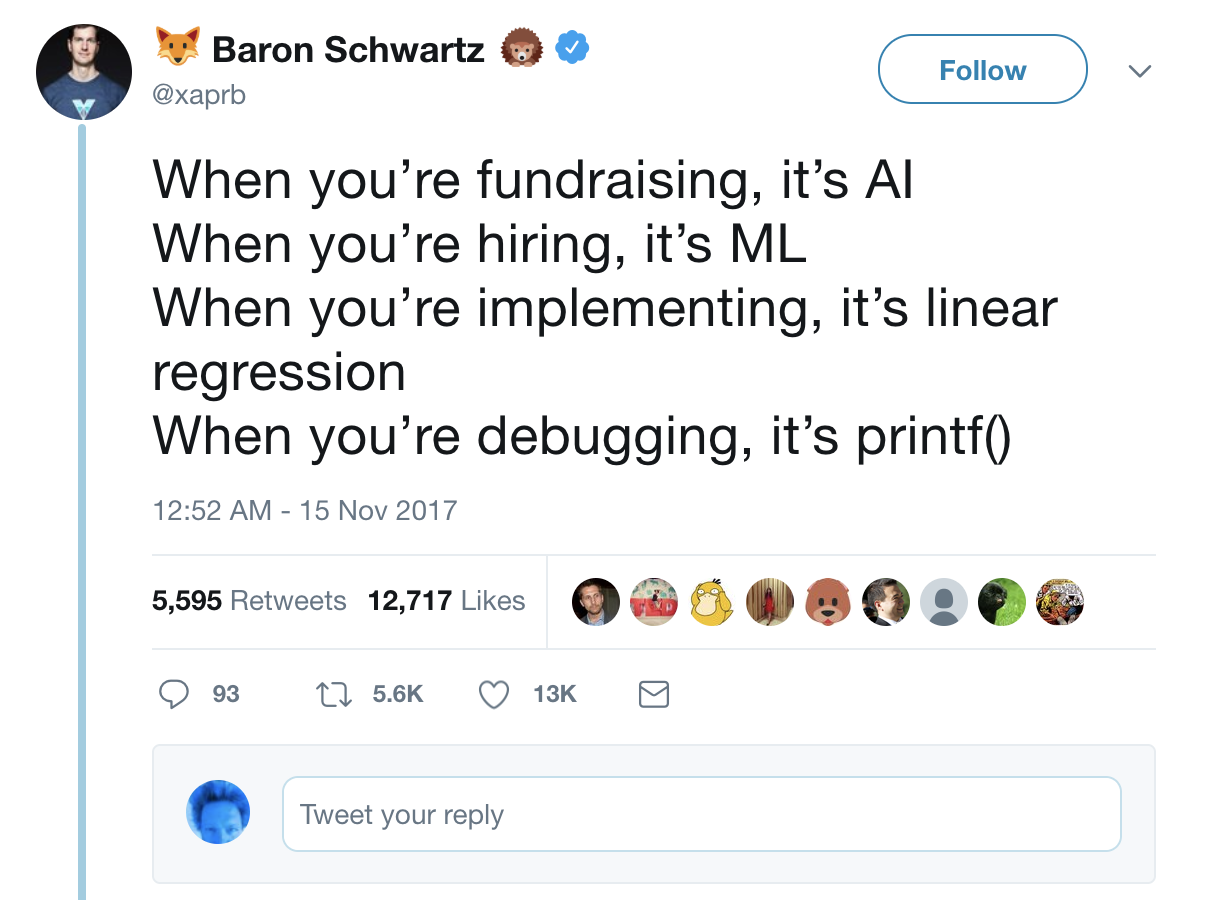 🦊 Baron Schwartz 🦔
@xaprb
Follow
When you’re fundraising, it’s AI
When you’re hiring, it’s ML
When you’re implementing, it’s linear
regression
When you’re debugging, it’s printf()
12:52 AM - 15 Nov 2017
5,595 Retweets 12,717 Likes
93 5.6K 13K
Tweet your reply